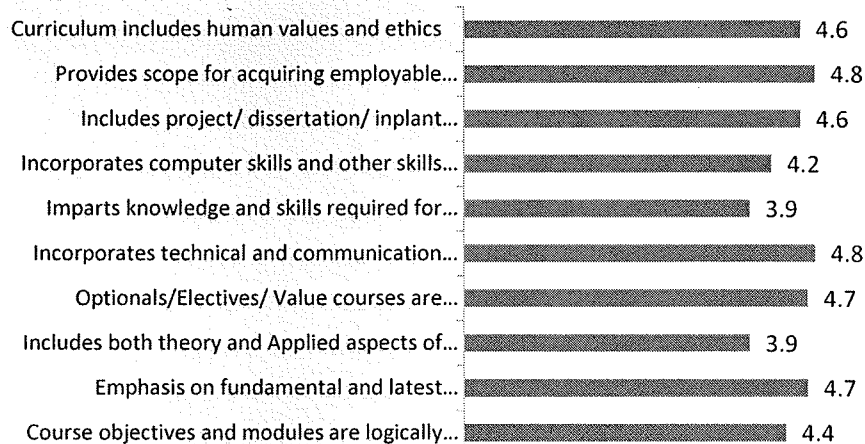 Curriculum includes human values and ethics 4.6
Provides scope for acquiring employable... 4.8
Includes project/ dissertation/ inplant... 4.6
Incorporates computer skills and other skills... 4.2
Imparts knowledge and skills required for... 3.9
Incorporates technical and communication... 4.8
Optionals/Electives/ Value courses are... 4.7
Includes both theory and Applied aspects of... 3.9
Emphasis on fundamental and latest... 4.7
Course objectives and modules are logically... 4.4